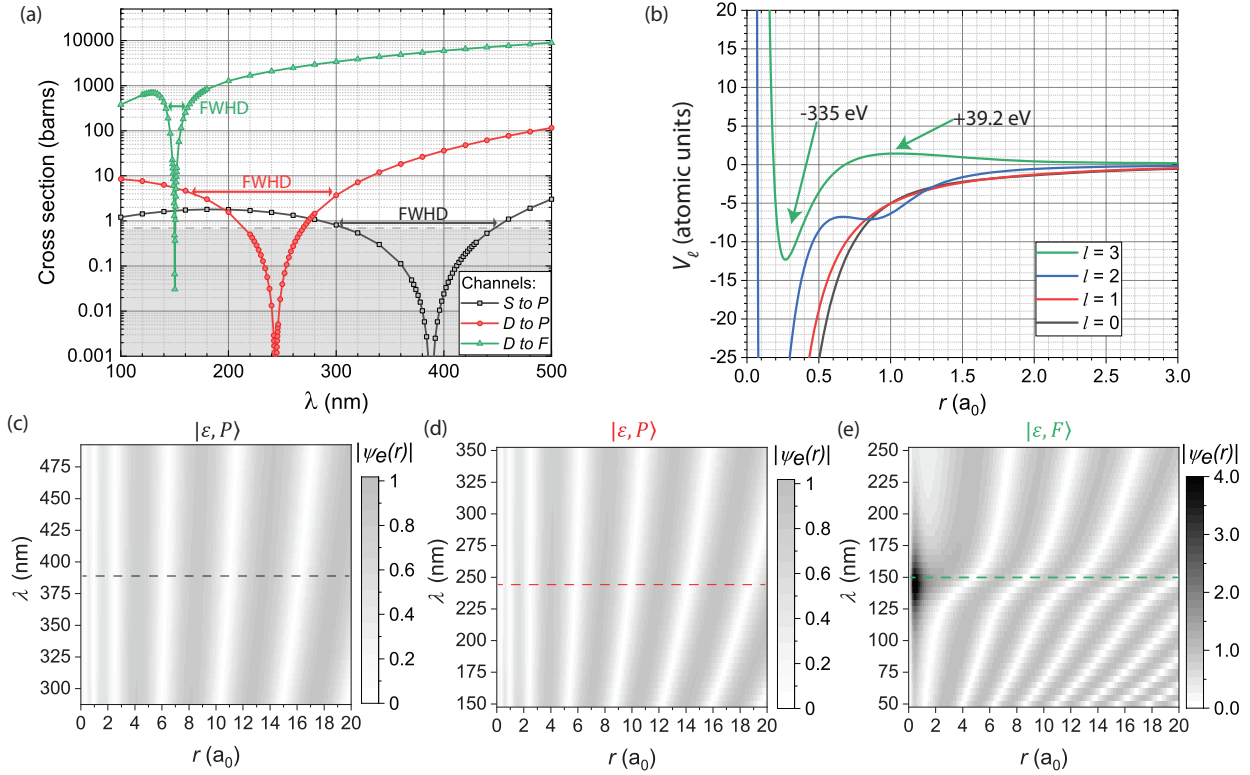 (a)
Cross section (barns)
10000
1000
100
10
1
0.1
0.01
0.001
FWHD
FWHD
FWHD
Channels:
S to P
D to P
D to F
100 200 300 400 500
λ (nm)
(b)
V_ℓ (atomic units)
20
15
10
5
0
-5
-10
-15
-20
-25
-335 eV
+39.2 eV
l = 3
l = 2
l = 1
l = 0
0.0 0.5 1.0 1.5 2.0 2.5 3.0
r (a₀)
(c)
|ε, P⟩
|ψₑ(r)|
λ (nm)
475
450
425
400
375
350
325
300
1
0.8
0.6
0.4
0.2
0
0 2 4 6 8 10 12 14 16 18 20
r (a₀)
(d)
|ε, P⟩
|ψₑ(r)|
λ (nm)
350
325
300
275
250
225
200
175
150
1
0.8
0.6
0.4
0.2
0
0 2 4 6 8 10 12 14 16 18 20
r (a₀)
(e)
|ε, F⟩
|ψₑ(r)|
λ (nm)
250
225
200
175
150
125
100
75
50
4.0
3.0
2.0
1.0
0.0
0 2 4 6 8 10 12 14 16 18 20
r (a₀)